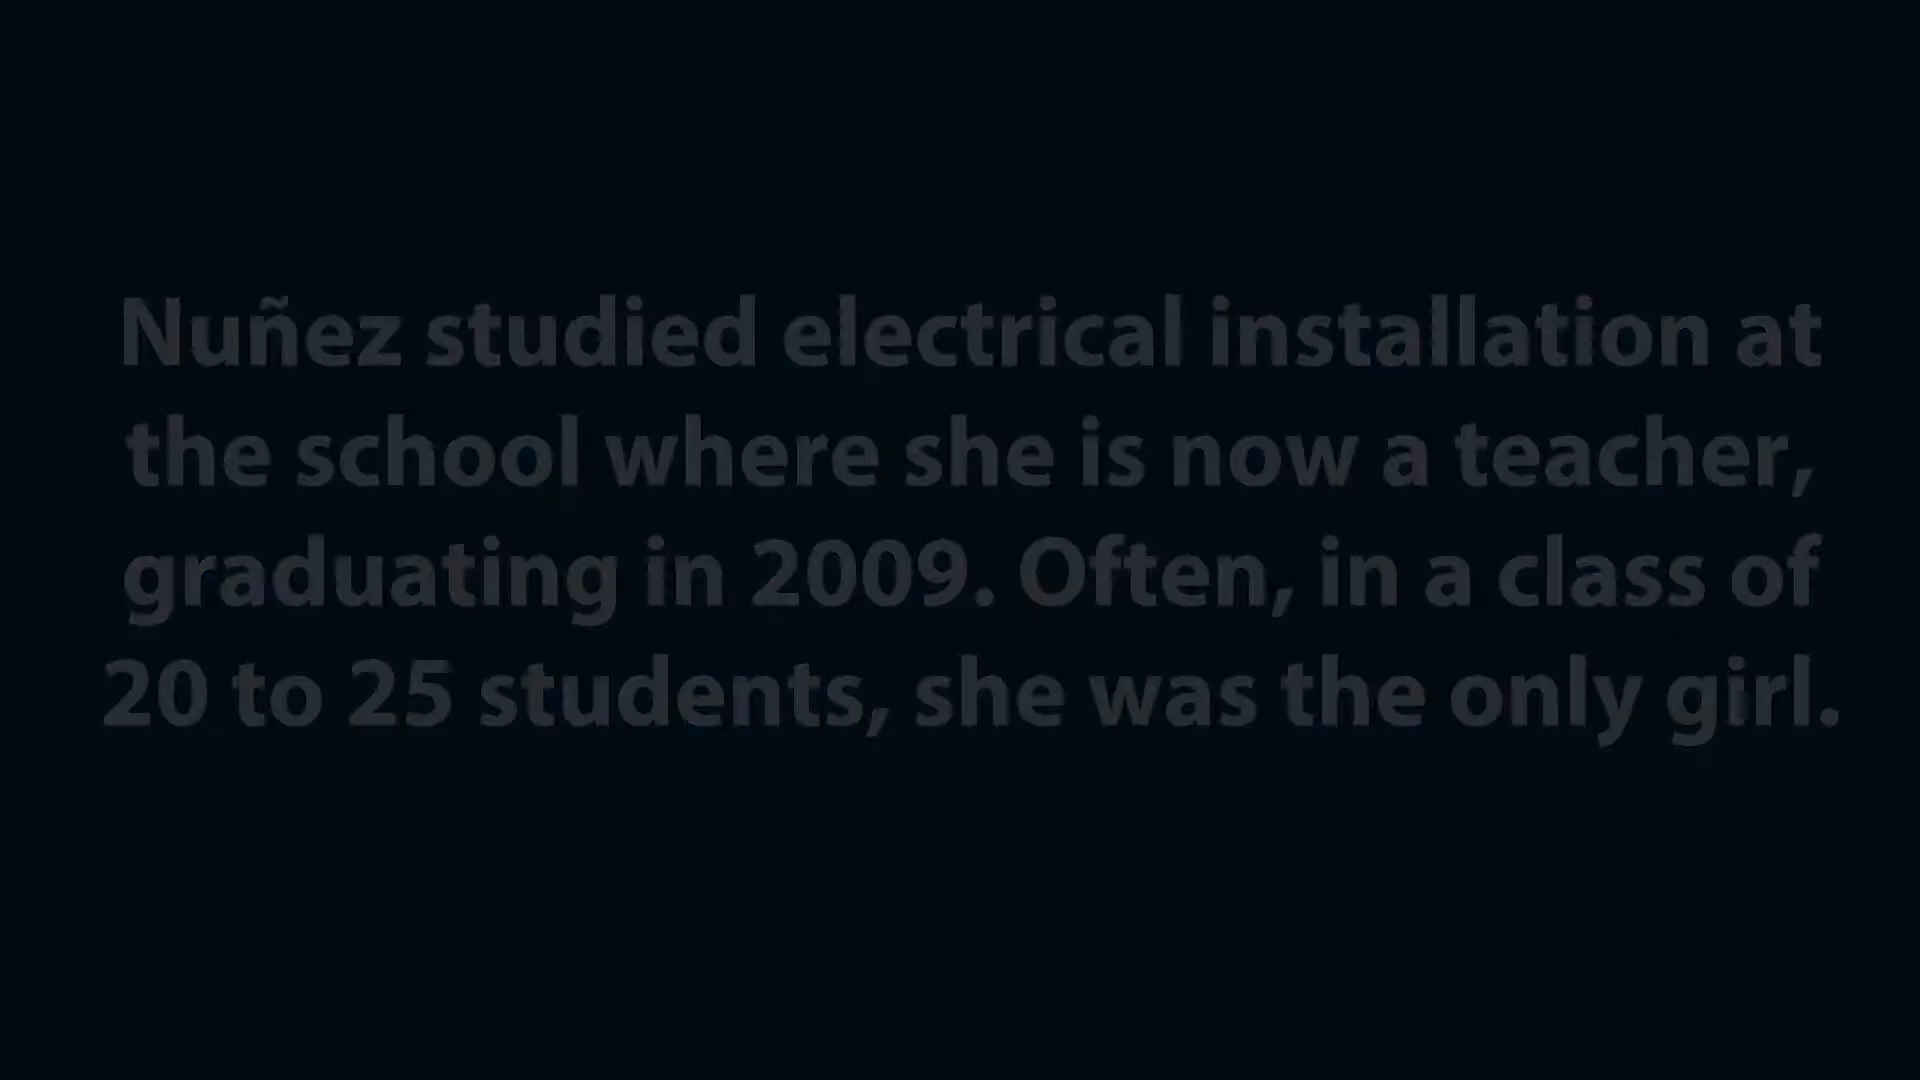 Nuñez studied electrical installation at
the school where she is now a teacher,
graduating in 2009. Often, in a class of
20 to 25 students, she was the only girl.